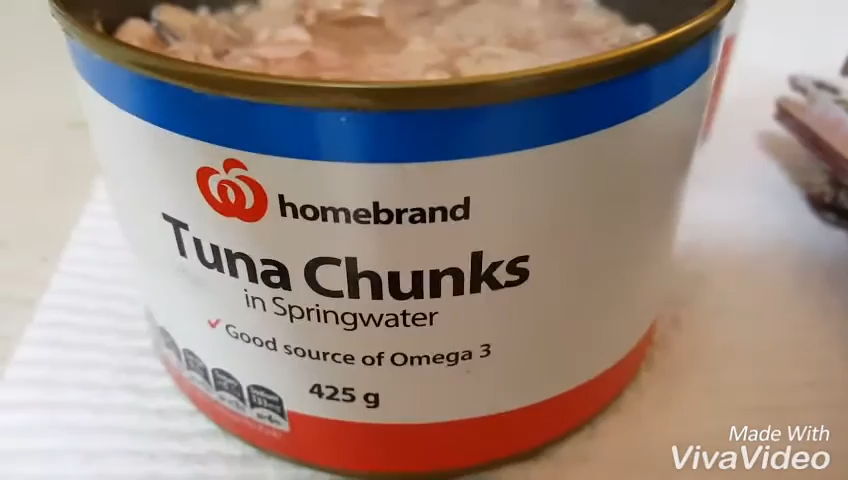 homebrand
Tuna Chunks
in Springwater
Good source of Omega 3
425 g
Made With
VivaVideo